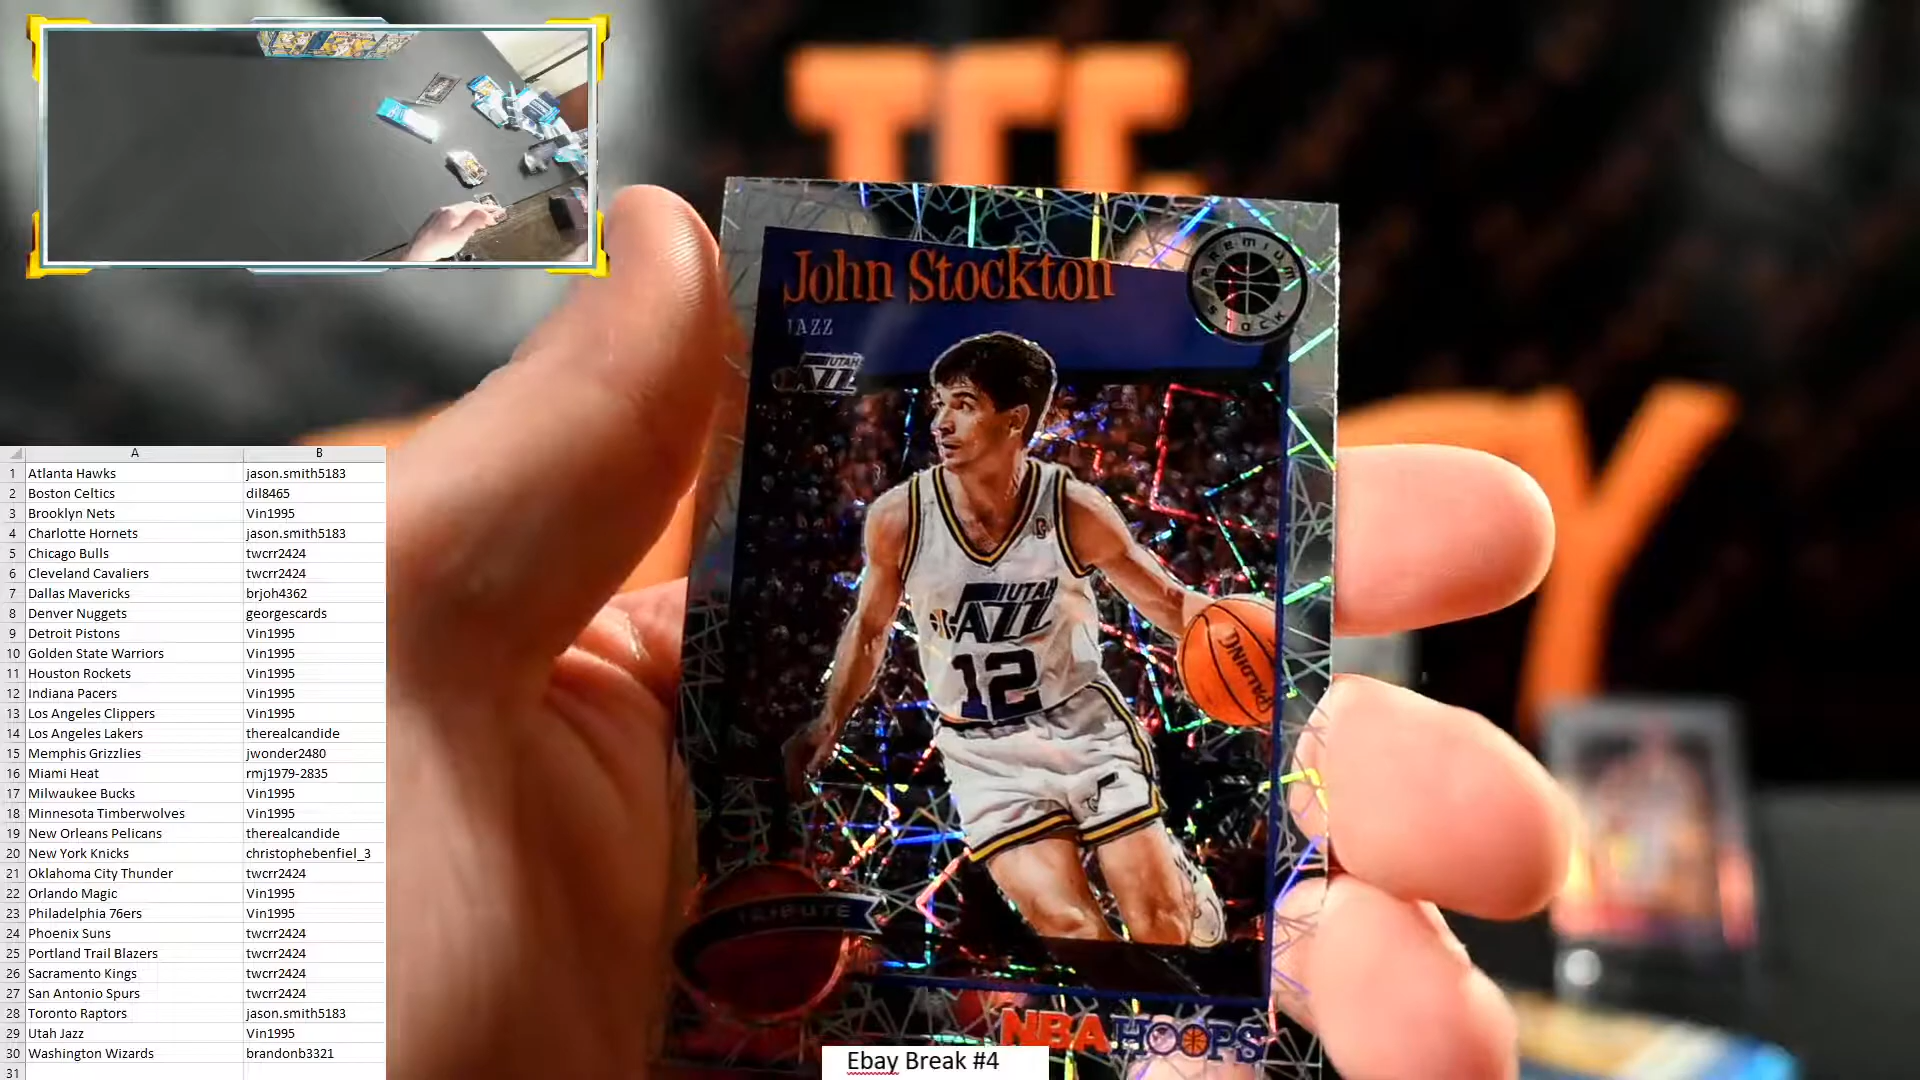 TCC
John Stockton
JAZZ
UTAH
JAZZ
PREMIUM
STOCK
UTAH
JAZZ
12
SPALDING
TRIBUTE
NBA HOOPS
Y
A B
1 Atlanta Hawks jason.smith5183
2 Boston Celtics dil8465
3 Brooklyn Nets Vin1995
4 Charlotte Hornets jason.smith5183
5 Chicago Bulls twcrr2424
6 Cleveland Cavaliers twcrr2424
7 Dallas Mavericks brjoh4362
8 Denver Nuggets georgescards
9 Detroit Pistons Vin1995
10 Golden State Warriors Vin1995
11 Houston Rockets Vin1995
12 Indiana Pacers Vin1995
13 Los Angeles Clippers Vin1995
14 Los Angeles Lakers therealcandide
15 Memphis Grizzlies jwonder2480
16 Miami Heat rmj1979-2835
17 Milwaukee Bucks Vin1995
18 Minnesota Timberwolves Vin1995
19 New Orleans Pelicans therealcandide
20 New York Knicks christophebenfiel_3
21 Oklahoma City Thunder twcrr2424
22 Orlando Magic Vin1995
23 Philadelphia 76ers Vin1995
24 Phoenix Suns twcrr2424
25 Portland Trail Blazers twcrr2424
26 Sacramento Kings twcrr2424
27 San Antonio Spurs twcrr2424
28 Toronto Raptors jason.smith5183
29 Utah Jazz Vin1995
30 Washington Wizards brandonb3321
31
Ebay Break #4